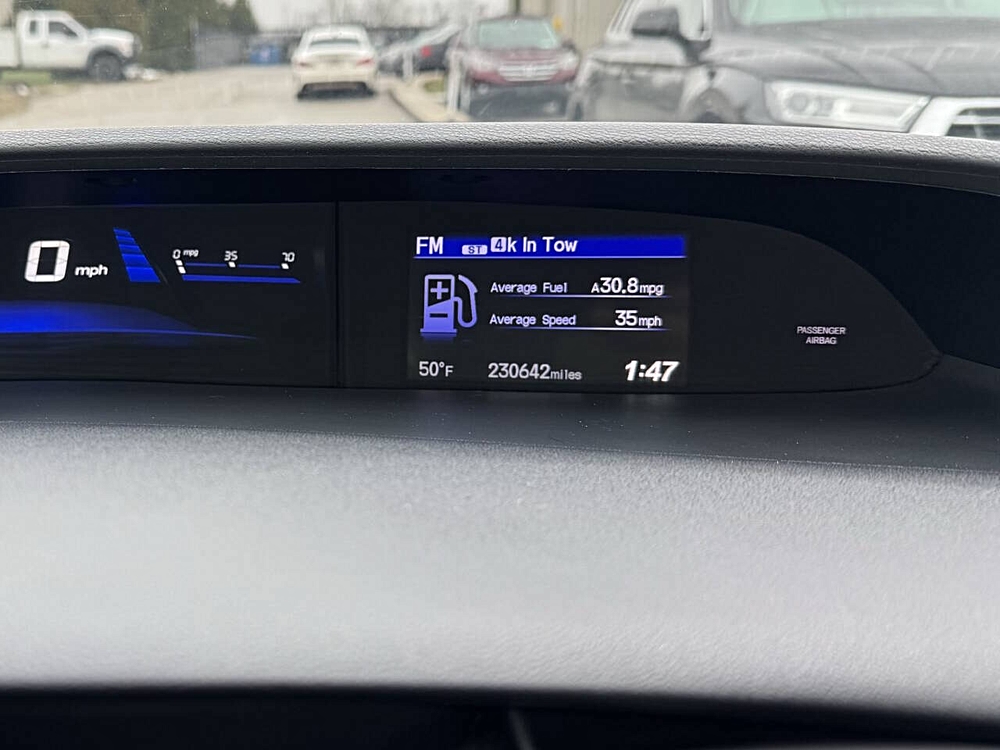 0 mph
0 mpg 35 70
FM ST 4k In Tow
Average Fuel A30.8mpg
Average Speed 35mph
50°F 230642miles 1:47
PASSENGER
AIRBAG